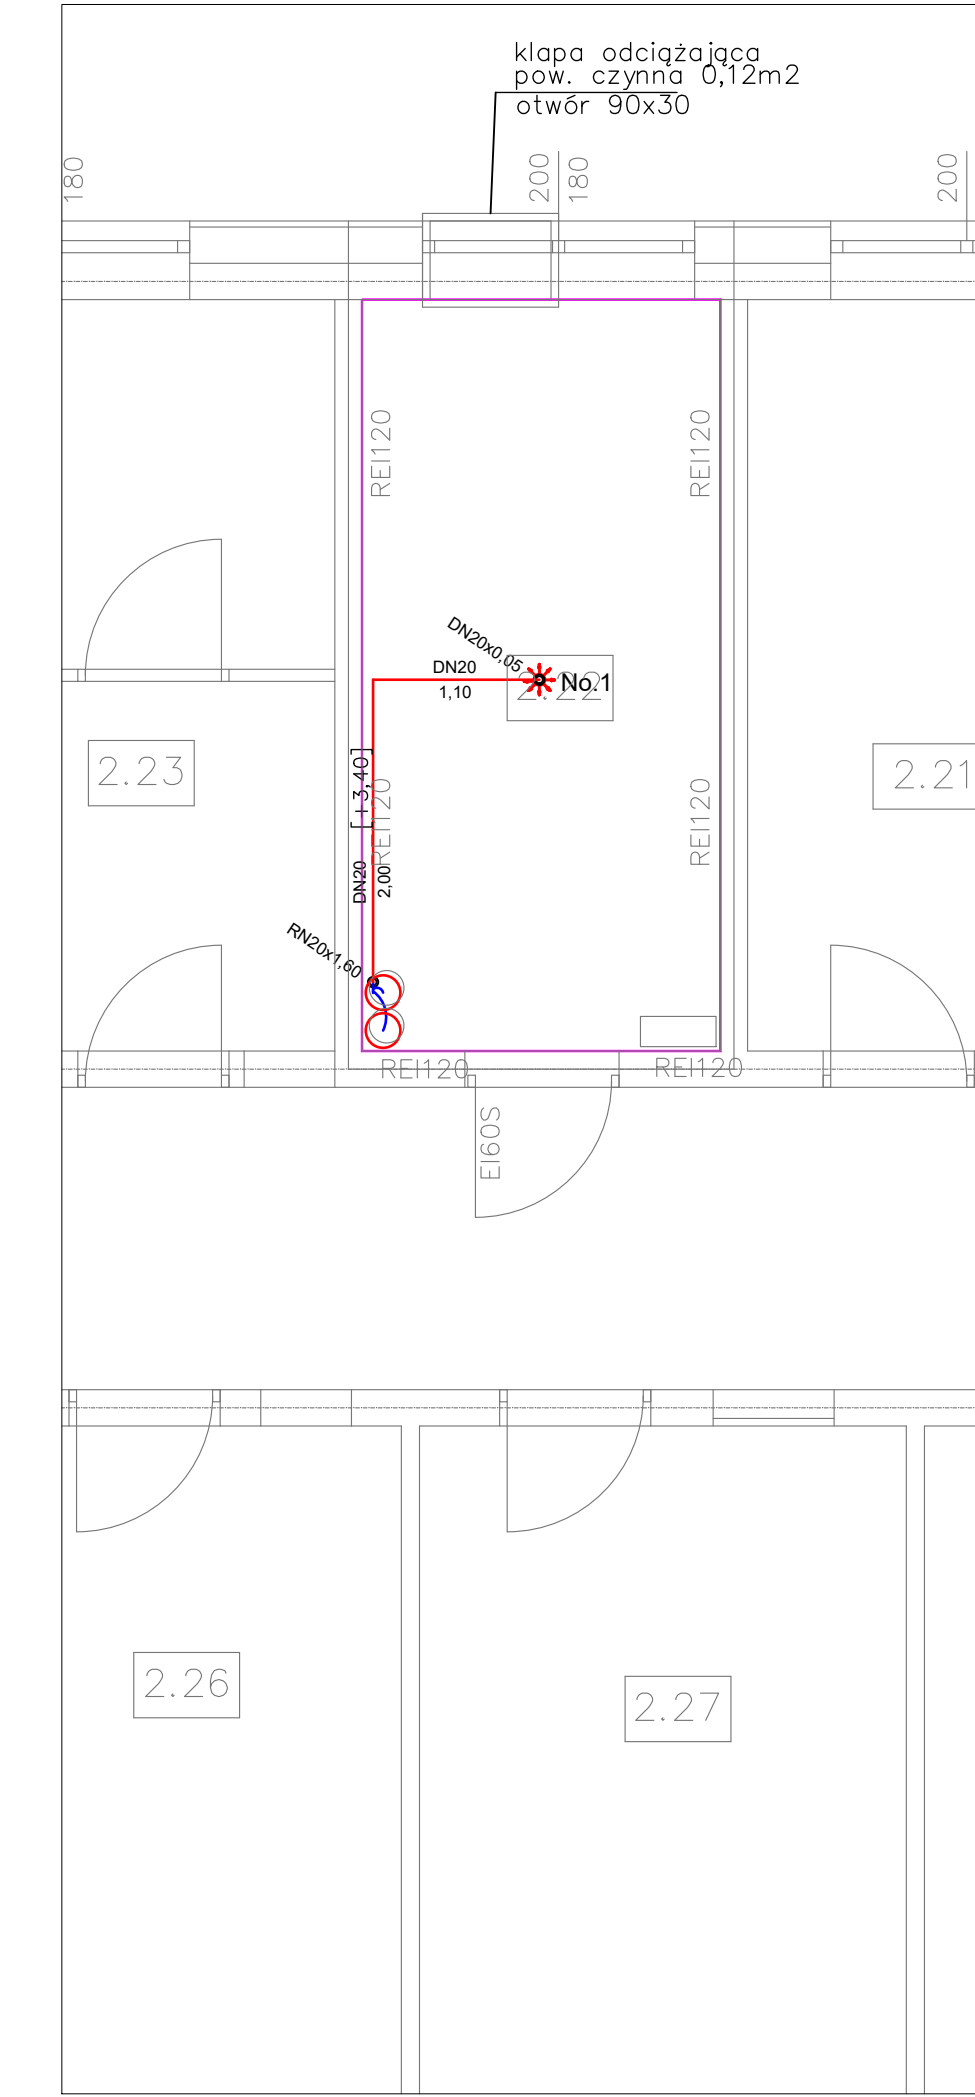 klapa odciążająca
pow. czynna 0,12m2
otwór 90x30
180
200
180
200
REI120
REI120
DN20x0,05
DN20
1,10
No.1
2.22
2.23
2.21
[+3,40]
REI120
REI120
DN20
2,00
RN20x1,60
REI120
REI120
EI60S
2.26
2.27